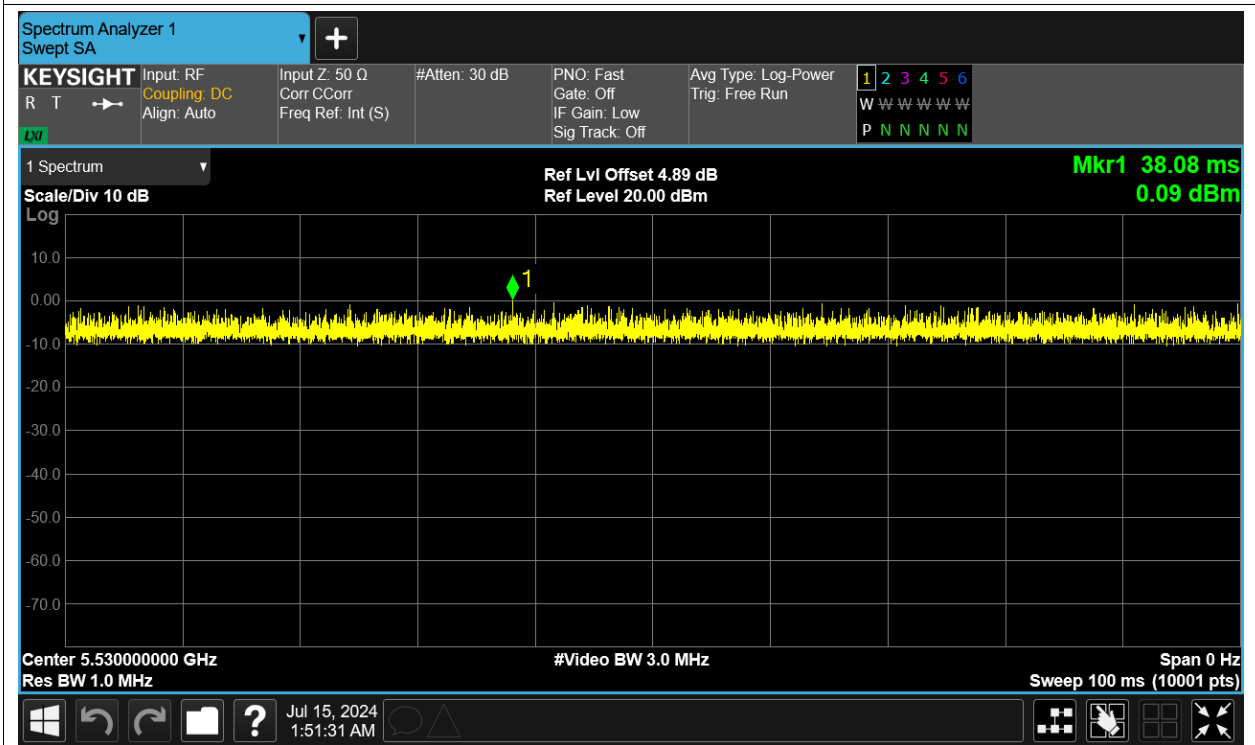 Spectrum Analyzer 1
Swept SA
KEYSIGHT
R T
LXI
Input: RF
Coupling: DC
Align: Auto
Input Z: 50 Ω
Corr CCorr
Freq Ref: Int (S)
#Atten: 30 dB
PNO: Fast
Gate: Off
IF Gain: Low
Sig Track: Off
Avg Type: Log-Power
Trig: Free Run
1 2 3 4 5 6
W W W W W W
P N N N N N
1 Spectrum
Scale/Div 10 dB
Ref Lvl Offset 4.89 dB
Ref Level 20.00 dBm
Mkr1 38.08 ms
0.09 dBm
Log
10.0
0.00
-10.0
-20.0
-30.0
-40.0
-50.0
-60.0
-70.0
1
Center 5.530000000 GHz
Res BW 1.0 MHz
#Video BW 3.0 MHz
Span 0 Hz
Sweep 100 ms (10001 pts)
?
Jul 15, 2024
1:51:31 AM